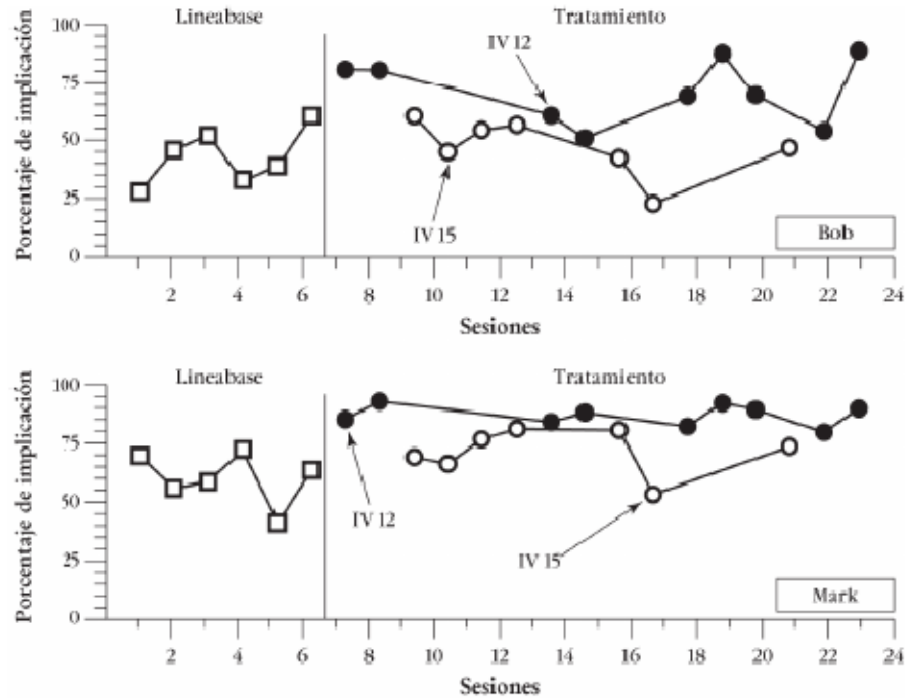 Lineabase Tratamiento
Porcentaje de implicación
100
75
50
25
0
IV 12
IV 15
Bob
2 4 6 8 10 12 14 16 18 20 22 24
Sesiones
Lineabase Tratamiento
Porcentaje de implicación
100
75
50
25
0
IV 12
IV 15
Mark
2 4 6 8 10 12 14 16 18 20 22 24
Sesiones